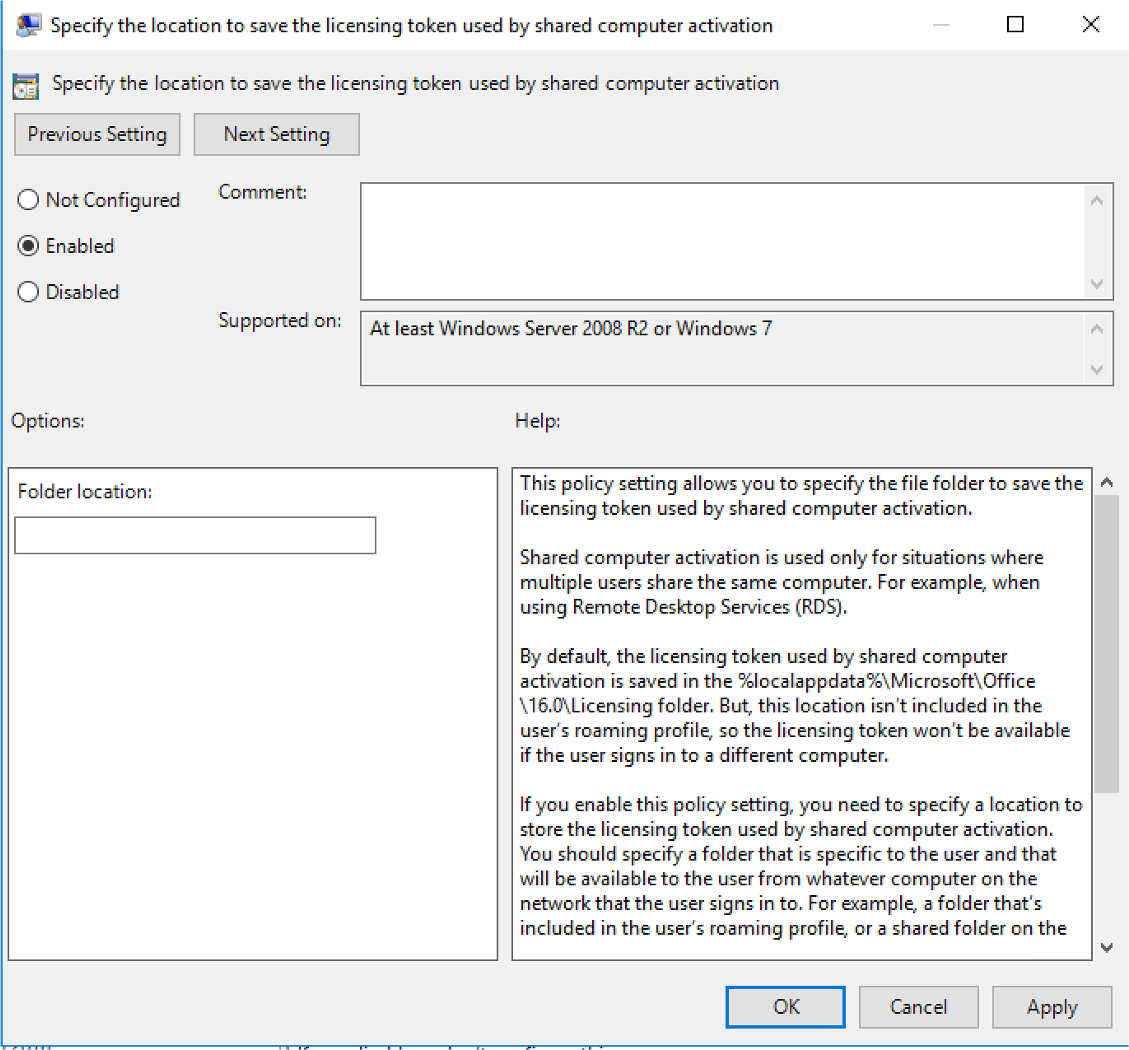 Specify the location to save the licensing token used by shared computer activation
Specify the location to save the licensing token used by shared computer activation
Previous Setting
Next Setting
Not Configured
Enabled
Disabled
Comment:
Supported on:
At least Windows Server 2008 R2 or Windows 7
Options:
Help:
Folder location:
This policy setting allows you to specify the file folder to save the
licensing token used by shared computer activation.
Shared computer activation is used only for situations where
multiple users share the same computer. For example, when
using Remote Desktop Services (RDS).
By default, the licensing token used by shared computer
activation is saved in the %localappdata%\Microsoft\Office
\16.0\Licensing folder. But, this location isn't included in the
user's roaming profile, so the licensing token won't be available
if the user signs in to a different computer.
If you enable this policy setting, you need to specify a location to
store the licensing token used by shared computer activation.
You should specify a folder that is specific to the user and that
will be available to the user from whatever computer on the
network that the user signs in to. For example, a folder that's
included in the user's roaming profile, or a shared folder on the
OK
Cancel
Apply